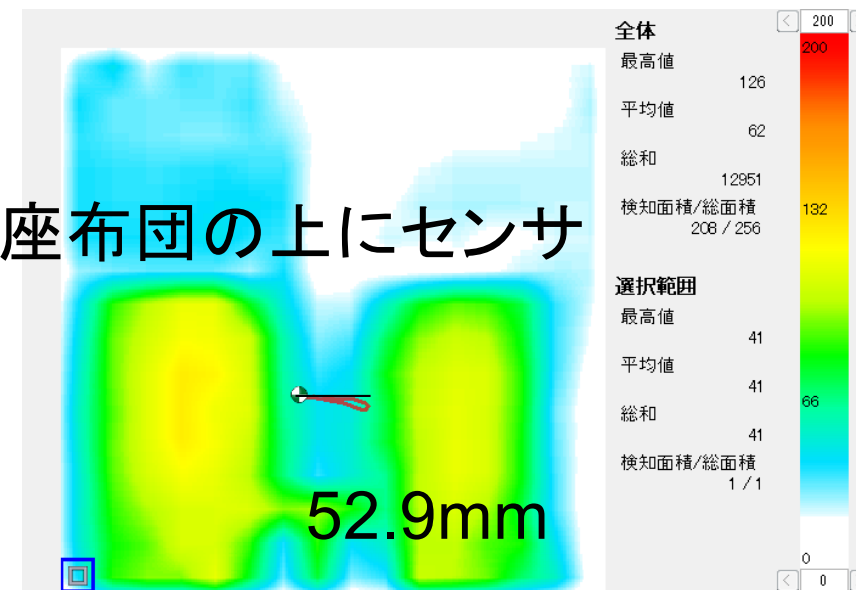 200
全体
200
最高値
126
平均値
62
総和
12951
検知面積/総面積
208 / 256
座布団の上にセンサ
132
選択範囲
最高値
41
平均値
41
66
総和
41
検知面積/総面積
1 / 1
52.9mm
0
0